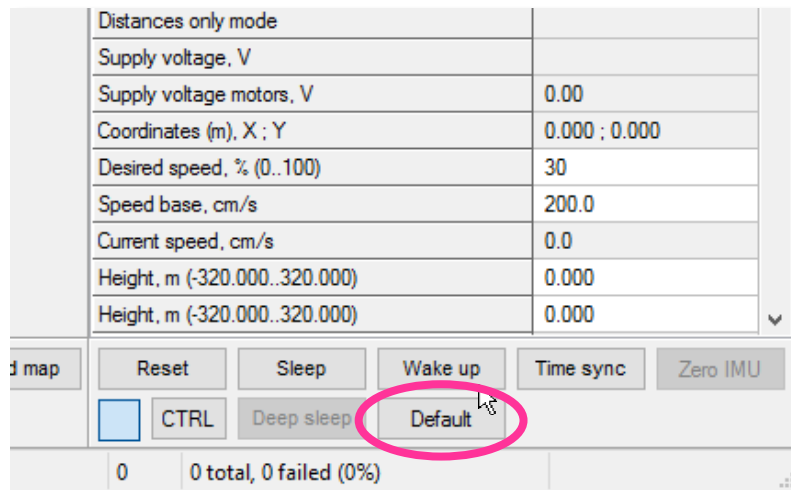 Distances only mode
Supply voltage, V
Supply voltage motors, V 0.00
Coordinates (m), X ; Y 0.000 ; 0.000
Desired speed, % (0..100) 30
Speed base, cm/s 200.0
Current speed, cm/s 0.0
Height, m (-320.000..320.000) 0.000
Height, m (-320.000..320.000) 0.000
d map Reset Sleep Wake up Time sync Zero IMU
CTRL Deep sleep Default
0 0 total, 0 failed (0%)